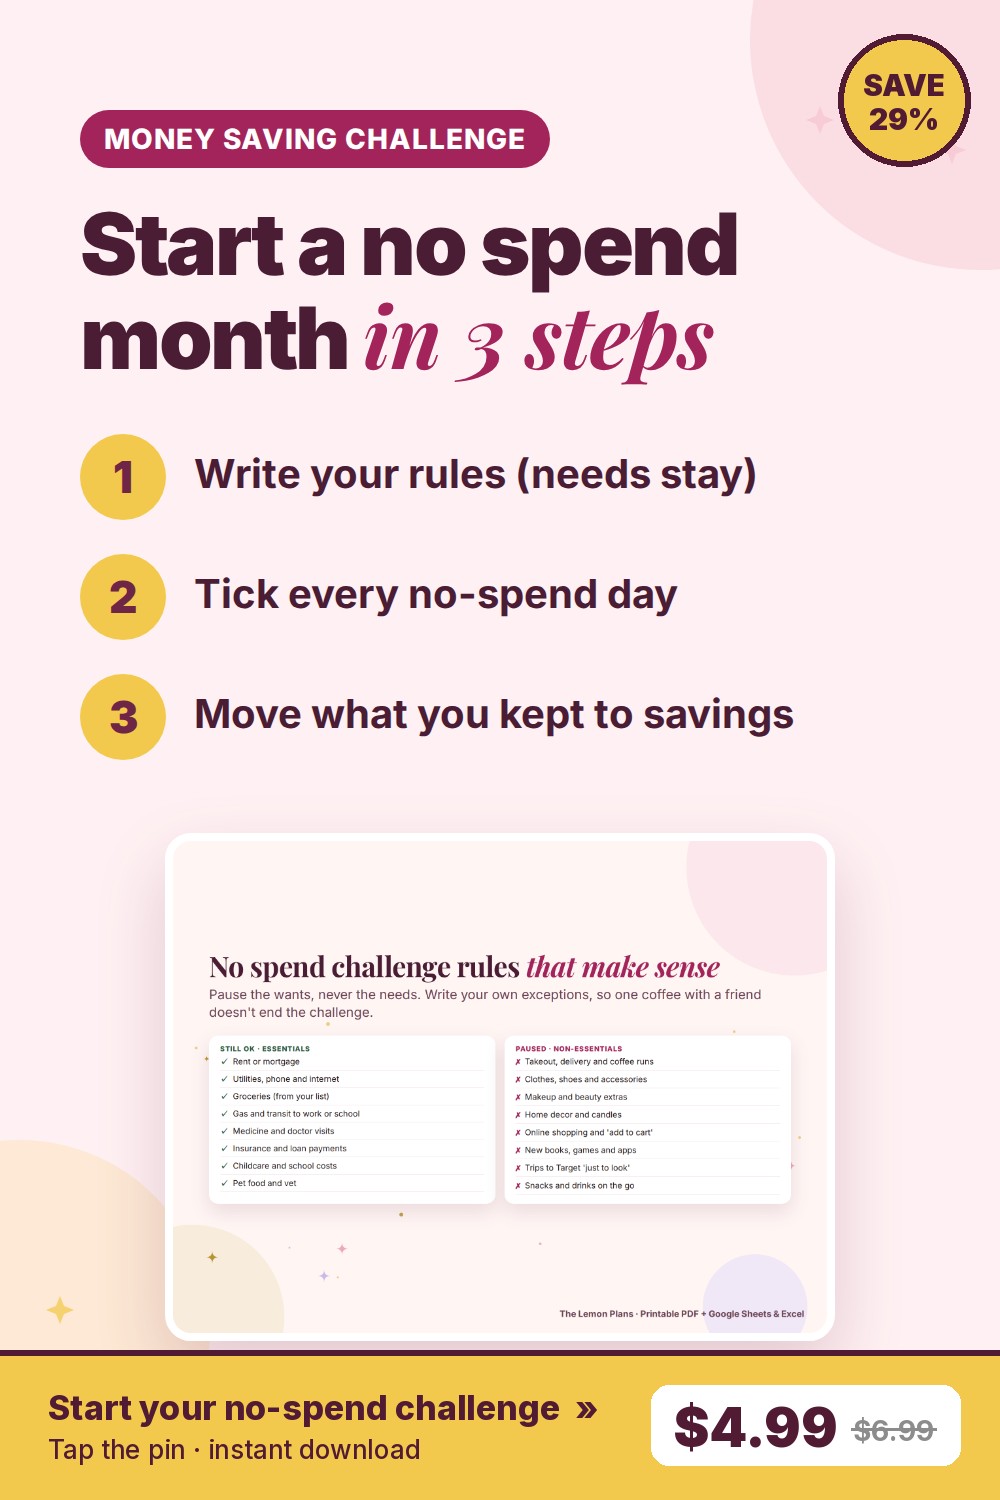 SAVE
29%
MONEY SAVING CHALLENGE
Start a no spend
month in 3 steps
1 Write your rules (needs stay)
2 Tick every no-spend day
3 Move what you kept to savings
No spend challenge rules that make sense
Pause the wants, never the needs. Write your own exceptions, so one coffee with a friend
doesn't end the challenge.
STILL OK · ESSENTIALS
✓ Rent or mortgage
✓ Utilities, phone and internet
✓ Groceries (from your list)
✓ Gas and transit to work or school
✓ Medicine and doctor visits
✓ Insurance and loan payments
✓ Childcare and school costs
✓ Pet food and vet
PAUSED · NON-ESSENTIALS
✗ Takeout, delivery and coffee runs
✗ Clothes, shoes and accessories
✗ Makeup and beauty extras
✗ Home decor and candles
✗ Online shopping and 'add to cart'
✗ New books, games and apps
✗ Trips to Target 'just to look'
✗ Snacks and drinks on the go
The Lemon Plans · Printable PDF + Google Sheets & Excel
Start your no-spend challenge »
Tap the pin · instant download
$4.99 $6.99